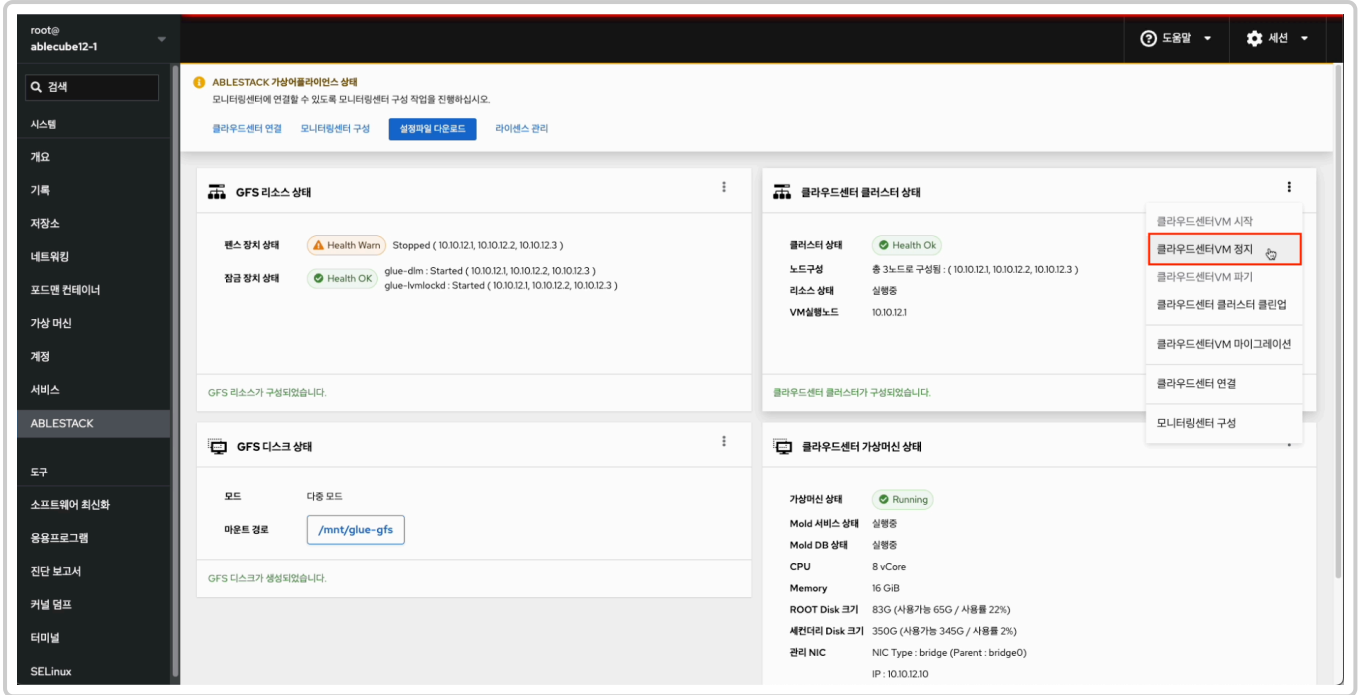 root@
ablecube12-1
도움말
세션
검색
시스템
개요
기록
저장소
네트워킹
포드맨 컨테이너
가상 머신
계정
서비스
ABLESTACK
도구
소프트웨어 최신화
응용프로그램
진단 보고서
커널 덤프
터미널
SELinux
ABLESTACK 가상어플라이언스 상태
모니터링센터에 연결할 수 있도록 모니터링센터 구성 작업을 진행하십시오.
클라우드센터 연결 모니터링센터 구성 설정파일 다운로드 라이센스 관리
GFS 리소스 상태
펜스 장치 상태 Health Warn Stopped ( 10.10.12.1, 10.10.12.2, 10.10.12.3 )
잠금 장치 상태 Health OK glue-dlm : Started ( 10.10.12.1, 10.10.12.2, 10.10.12.3 )
glue-lvmlockd : Started ( 10.10.12.1, 10.10.12.2, 10.10.12.3 )
GFS 리소스가 구성되었습니다.
클라우드센터 클러스터 상태
클러스터 상태 Health Ok
노드구성 총 3노드로 구성됨 : ( 10.10.12.1, 10.10.12.2, 10.10.12.3 )
리소스 상태 실행중
VM실행노드 10.10.12.1
클라우드센터 클러스터가 구성되었습니다.
클라우드센터VM 시작
클라우드센터VM 정지
클라우드센터VM 파기
클라우드센터 클러스터 클린업
클라우드센터VM 마이그레이션
클라우드센터 연결
모니터링센터 구성
GFS 디스크 상태
모드 다중 모드
마운트 경로 /mnt/glue-gfs
GFS 디스크가 생성되었습니다.
클라우드센터 가상머신 상태
가상머신 상태 Running
Mold 서비스 상태 실행중
Mold DB 상태 실행중
CPU 8 vCore
Memory 16 GiB
ROOT Disk 크기 83G (사용가능 65G / 사용률 22%)
세컨더리 Disk 크기 350G (사용가능 345G / 사용률 2%)
관리 NIC NIC Type : bridge (Parent : bridge0)
IP : 10.10.12.10